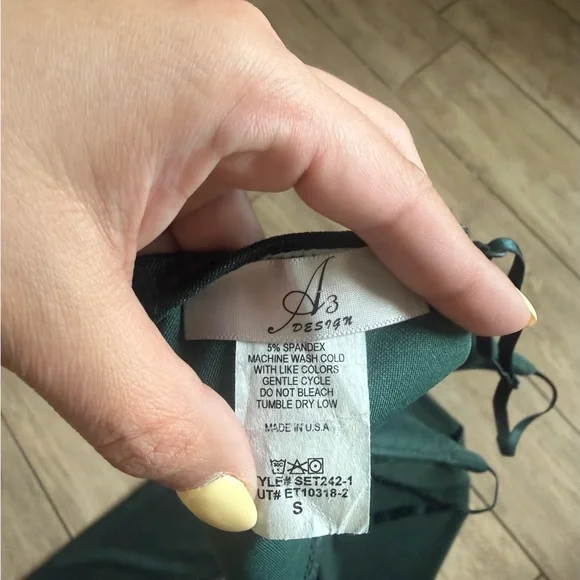 A3
DESIGN
5% SPANDEX
MACHINE WASH COLD
WITH LIKE COLORS
GENTLE CYCLE
DO NOT BLEACH
TUMBLE DRY LOW
MADE IN U.S.A
YLE# SET242-1
UT# ET10318-2
S